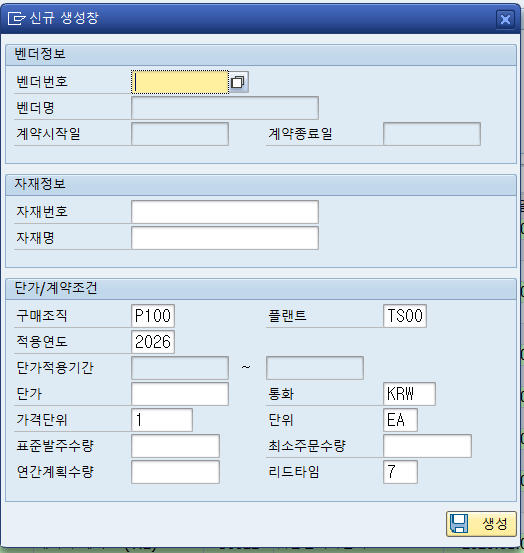 신규 생성창
벤더정보
벤더번호
벤더명
계약시작일 계약종료일
자재정보
자재번호
자재명
단가/계약조건
구매조직 P100 플랜트 TS00
적용연도 2026
단가적용기간 ~
단가 통화 KRW
가격단위 1 단위 EA
표준발주수량 최소주문수량
연간계획수량 리드타임 7
생성